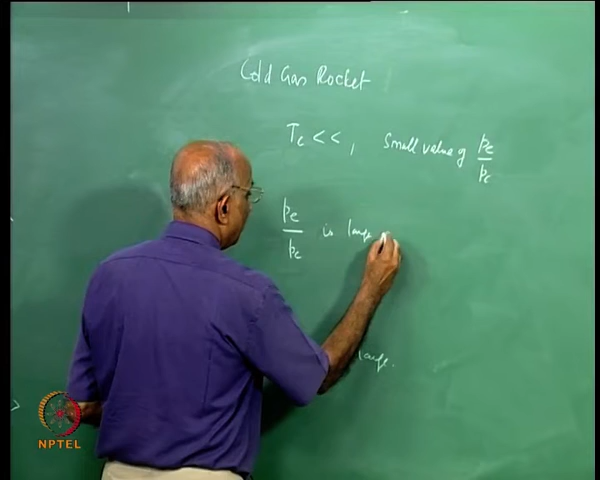 Cold Gas Rocket
Tc <<, Small value of pe/pc
pe/pc is large
large.
NPTEL